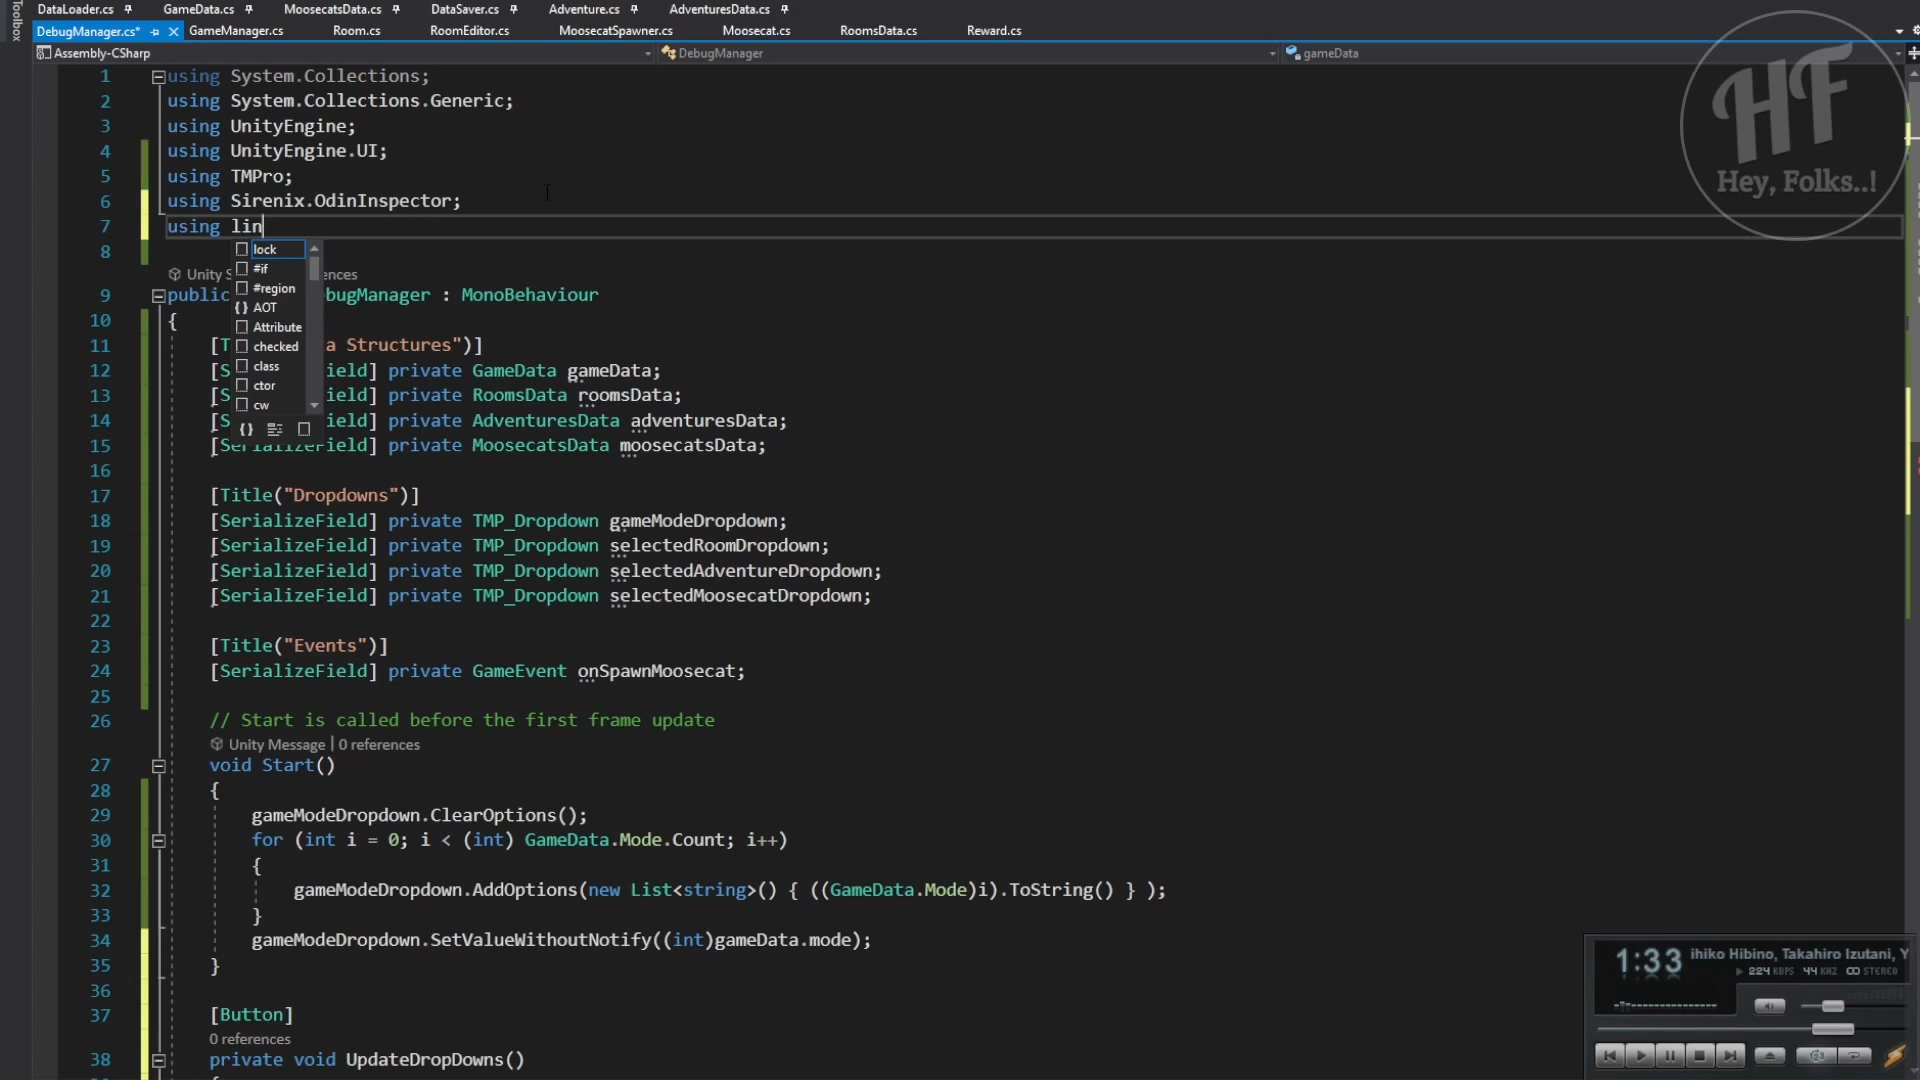 Toolbox
DataLoader.cs GameData.cs MoosecatsData.cs DataSaver.cs Adventure.cs AdventuresData.cs
DebugManager.cs* GameManager.cs Room.cs RoomEditor.cs MoosecatSpawner.cs Moosecat.cs RoomsData.cs Reward.cs
Assembly-CSharp DebugManager gameData
HF
Hey, Folks..!
1 using System.Collections;
2 using System.Collections.Generic;
3 using UnityEngine;
4 using UnityEngine.UI;
5 using TMPro;
6 using Sirenix.OdinInspector;
7 using lin
8
lock
#if
#region
{} AOT
Attribute
checked
class
ctor
cw
Unity S ences
9 public bugManager : MonoBehaviour
10 {
11 [T a Structures")]
12 [S ield] private GameData gameData;
13 [S ield] private RoomsData roomsData;
14 [S ield] private AdventuresData adventuresData;
15 [SerializeField] private MoosecatsData moosecatsData;
16
17 [Title("Dropdowns")]
18 [SerializeField] private TMP_Dropdown gameModeDropdown;
19 [SerializeField] private TMP_Dropdown selectedRoomDropdown;
20 [SerializeField] private TMP_Dropdown selectedAdventureDropdown;
21 [SerializeField] private TMP_Dropdown selectedMoosecatDropdown;
22
23 [Title("Events")]
24 [SerializeField] private GameEvent onSpawnMoosecat;
25
26 // Start is called before the first frame update
Unity Message | 0 references
27 void Start()
28 {
29 gameModeDropdown.ClearOptions();
30 for (int i = 0; i < (int) GameData.Mode.Count; i++)
31 {
32 gameModeDropdown.AddOptions(new List<string>() { ((GameData.Mode)i).ToString() } );
33 }
34 gameModeDropdown.SetValueWithoutNotify((int)gameData.mode);
35 }
36
37 [Button]
0 references
38 private void UpdateDropDowns()
{
1:33 ihiko Hibino, Takahiro Izutani, Y
224 KBPS 44 KHZ STEREO